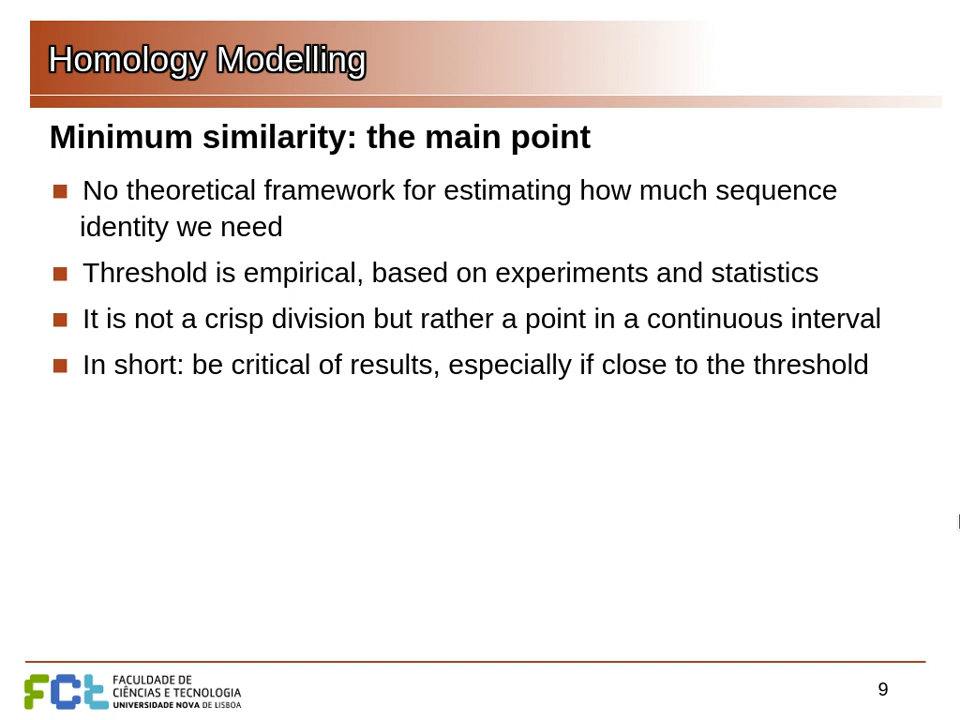 Homology Modelling
Minimum similarity: the main point
No theoretical framework for estimating how much sequence
identity we need
Threshold is empirical, based on experiments and statistics
It is not a crisp division but rather a point in a continuous interval
In short: be critical of results, especially if close to the threshold
FCt
FACULDADE DE
CIÊNCIAS E TECNOLOGIA
UNIVERSIDADE NOVA DE LISBOA
9